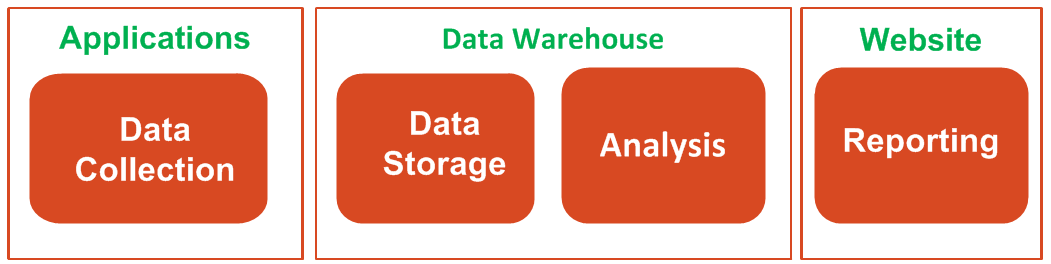 Applications
Data
Collection
Data Warehouse
Data
Storage
Analysis
Website
Reporting